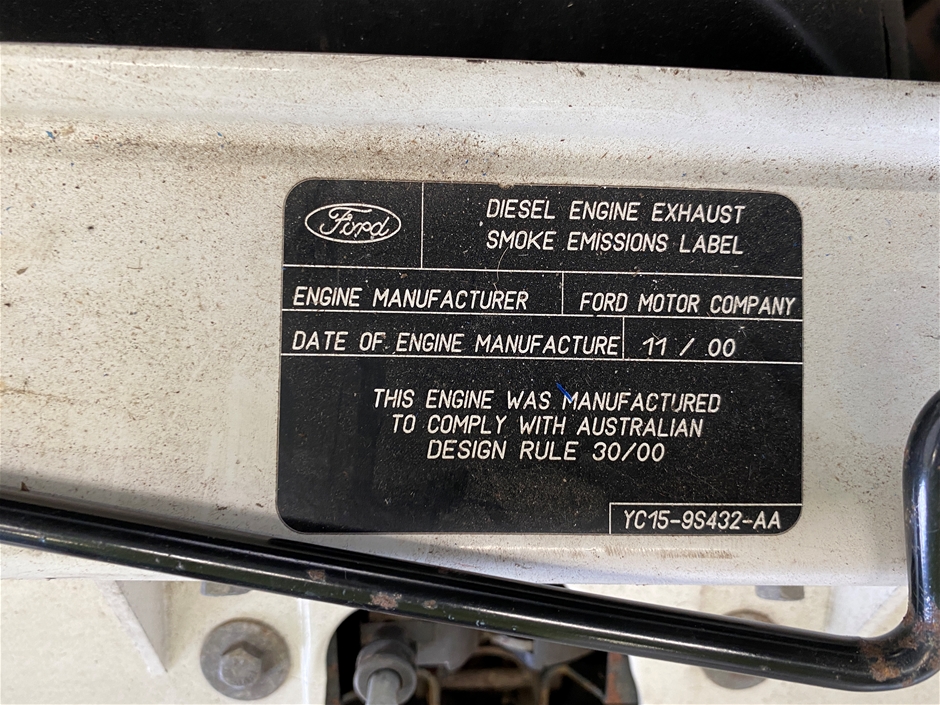 Ford
DIESEL ENGINE EXHAUST
SMOKE EMISSIONS LABEL
ENGINE MANUFACTURER FORD MOTOR COMPANY
DATE OF ENGINE MANUFACTURE 11 / 00
THIS ENGINE WAS MANUFACTURED
TO COMPLY WITH AUSTRALIAN
DESIGN RULE 30/00
YC15-9S432-AA